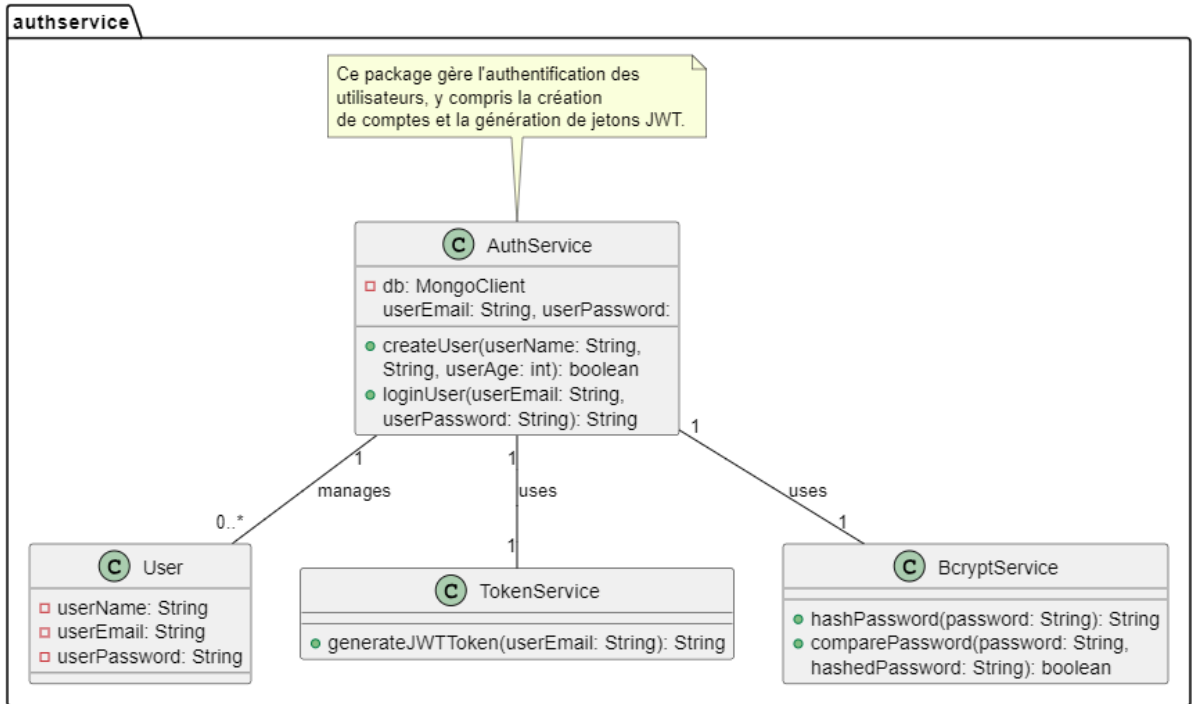 authservice
Ce package gère l'authentification des
utilisateurs, y compris la création
de comptes et la génération de jetons JWT.
C AuthService
db: MongoClient
userEmail: String, userPassword:
createUser(userName: String,
String, userAge: int): boolean
loginUser(userEmail: String,
userPassword: String): String
1
1
1
manages
uses
uses
0..*
1
1
C User
userName: String
userEmail: String
userPassword: String
C TokenService
generateJWTToken(userEmail: String): String
C BcryptService
hashPassword(password: String): String
comparePassword(password: String,
hashedPassword: String): boolean